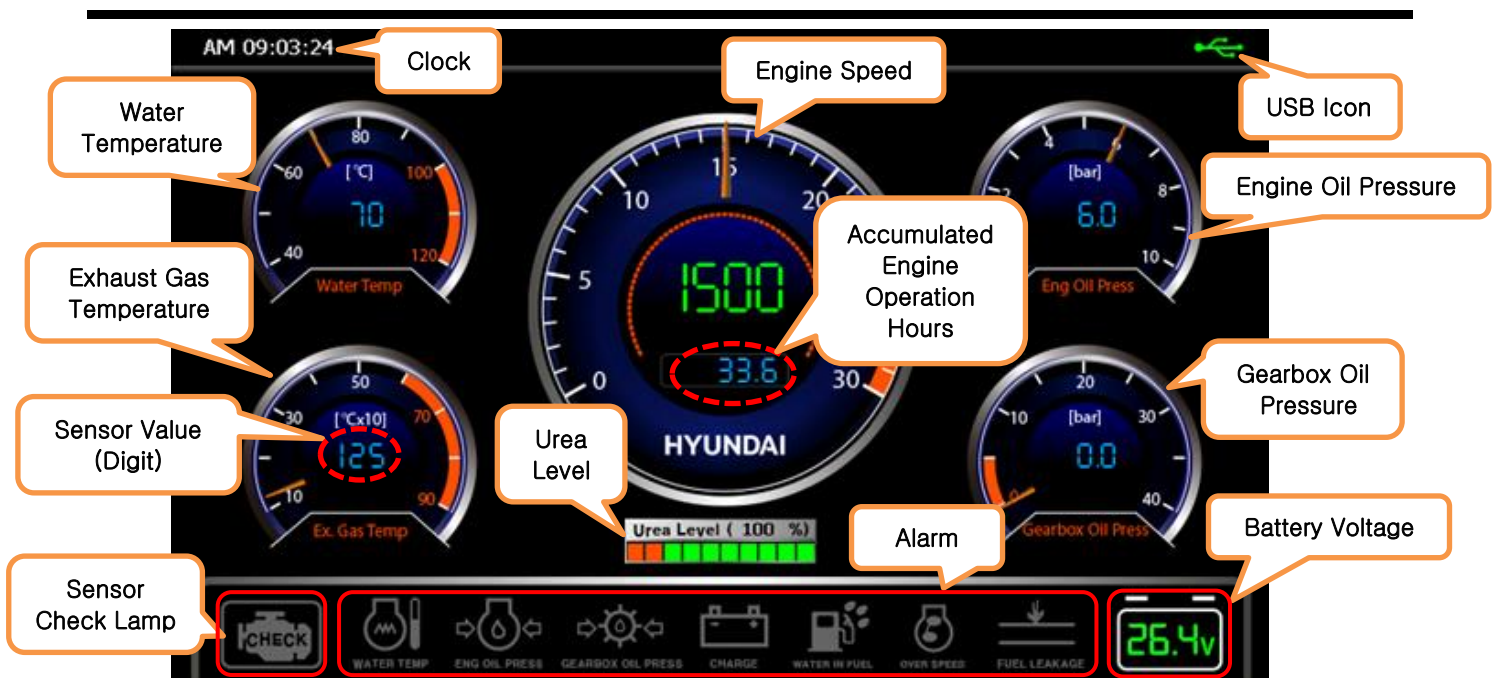 AM 09:03:24
Clock
Engine Speed
USB Icon
Water
Temperature
Engine Oil Pressure
80
60
[℃]
100
70
40
120
Water Temp
15
10
20
5
1500
0
33.6
30
HYUNDAI
Accumulated
Engine
Operation
Hours
4
6
[bar]
2
8
6.0
10
Eng Oil Press
Exhaust Gas
Temperature
50
30
[℃x10]
70
125
10
90
Ex. Gas Temp
Sensor Value
(Digit)
Urea
Level
Urea Level ( 100 %)
Gearbox Oil
Pressure
20
10
[bar]
30
0.0
0
40
Gearbox Oil Press
Alarm
Battery Voltage
Sensor
Check Lamp
CHECK
WATER TEMP
ENG OIL PRESS
GEARBOX OIL PRESS
CHARGE
WATER IN FUEL
OVER SPEED
FUEL LEAKAGE
26.4v